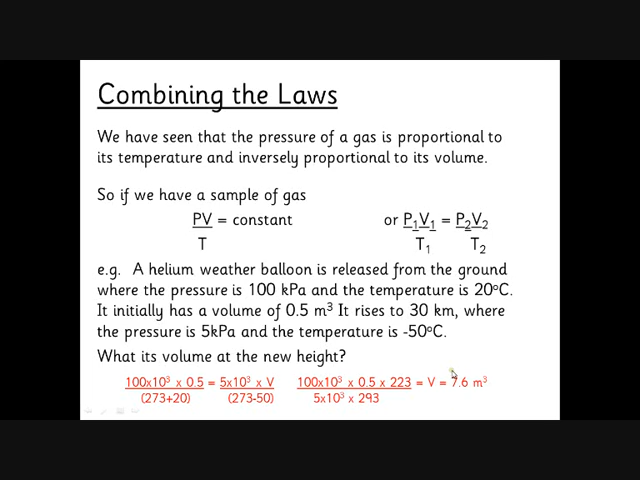 Combining the Laws
We have seen that the pressure of a gas is proportional to
its temperature and inversely proportional to its volume.
So if we have a sample of gas
PV = constant or P₁V₁ = P₂V₂
T T₁ T₂
e.g. A helium weather balloon is released from the ground
where the pressure is 100 kPa and the temperature is 20ºC.
It initially has a volume of 0.5 m³ It rises to 30 km, where
the pressure is 5kPa and the temperature is -50ºC.
What its volume at the new height?
100x10³ x 0.5 = 5x10³ x V 100x10³ x 0.5 x 223 = V = 7.6 m³
(273+20) (273-50) 5x10³ x 293